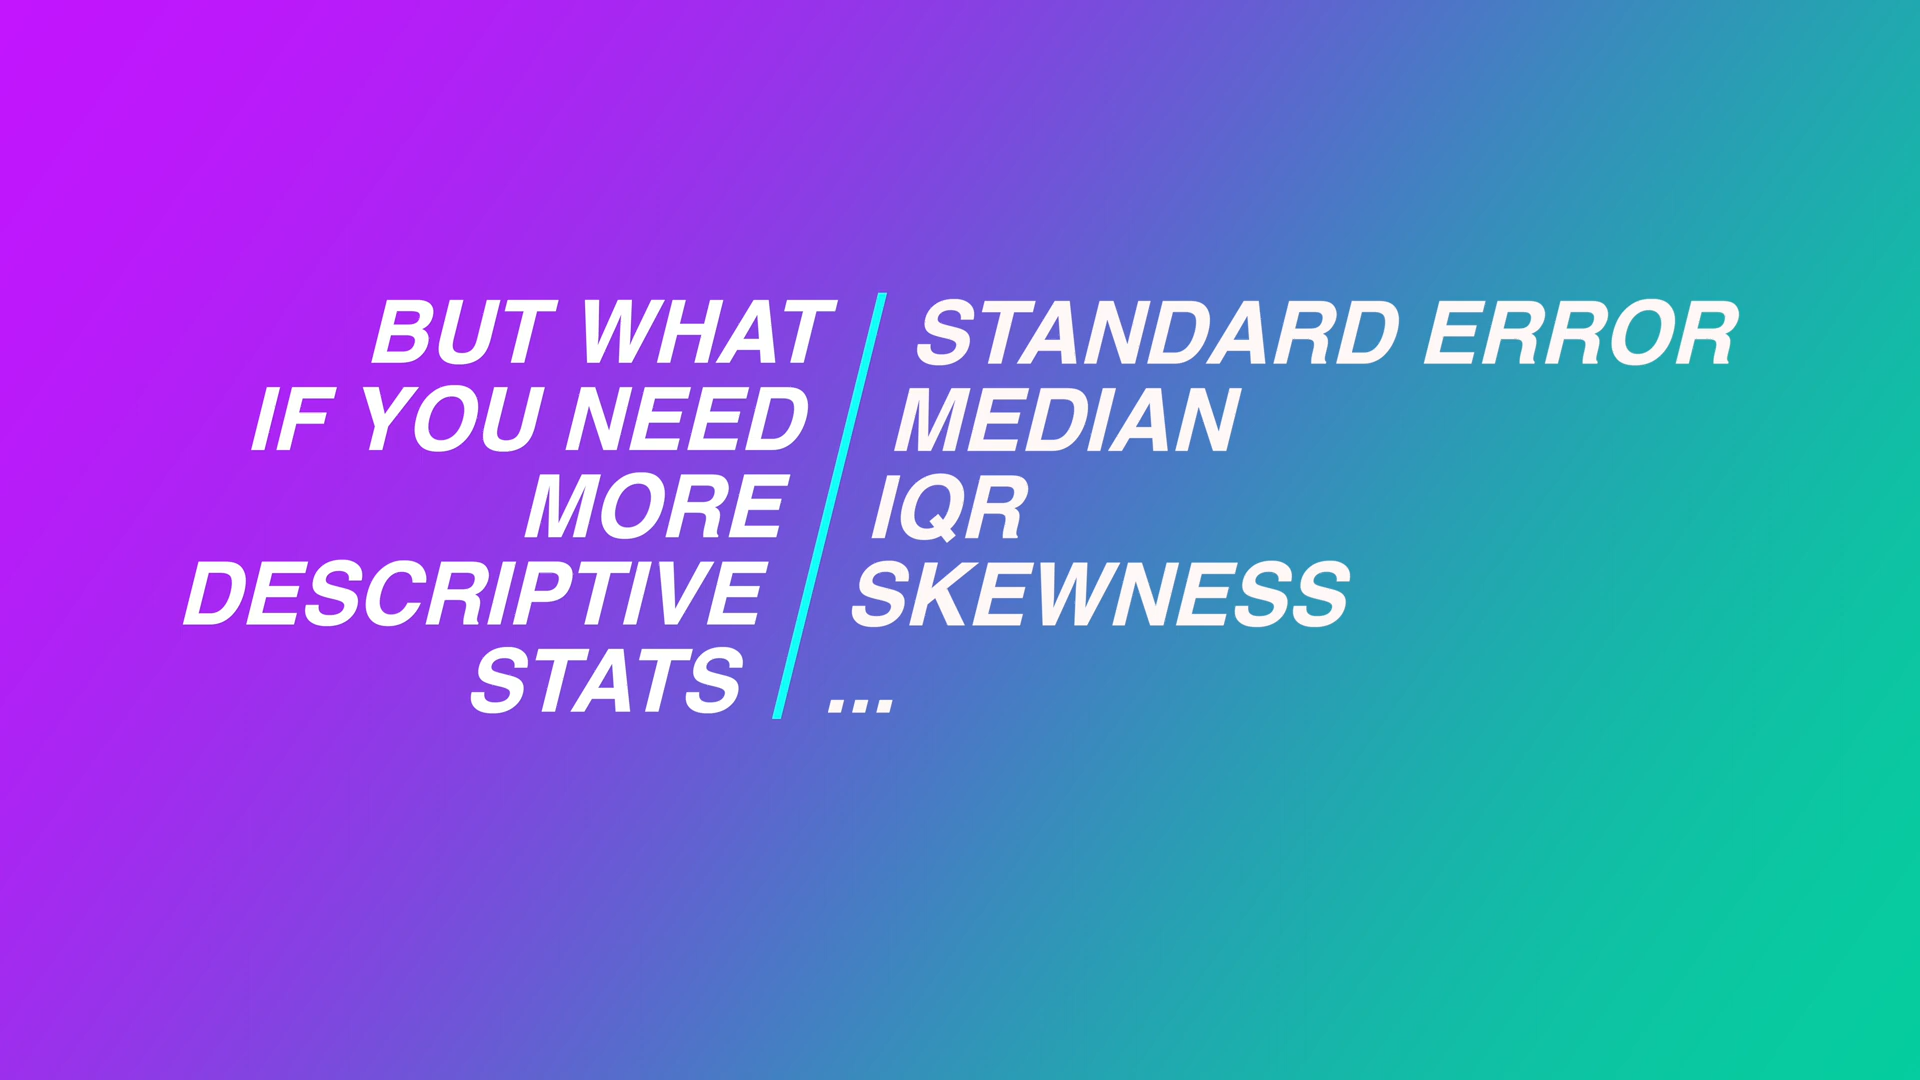 BUT WHAT
IF YOU NEED
MORE
DESCRIPTIVE
STATS
STANDARD ERROR
MEDIAN
IQR
SKEWNESS
...